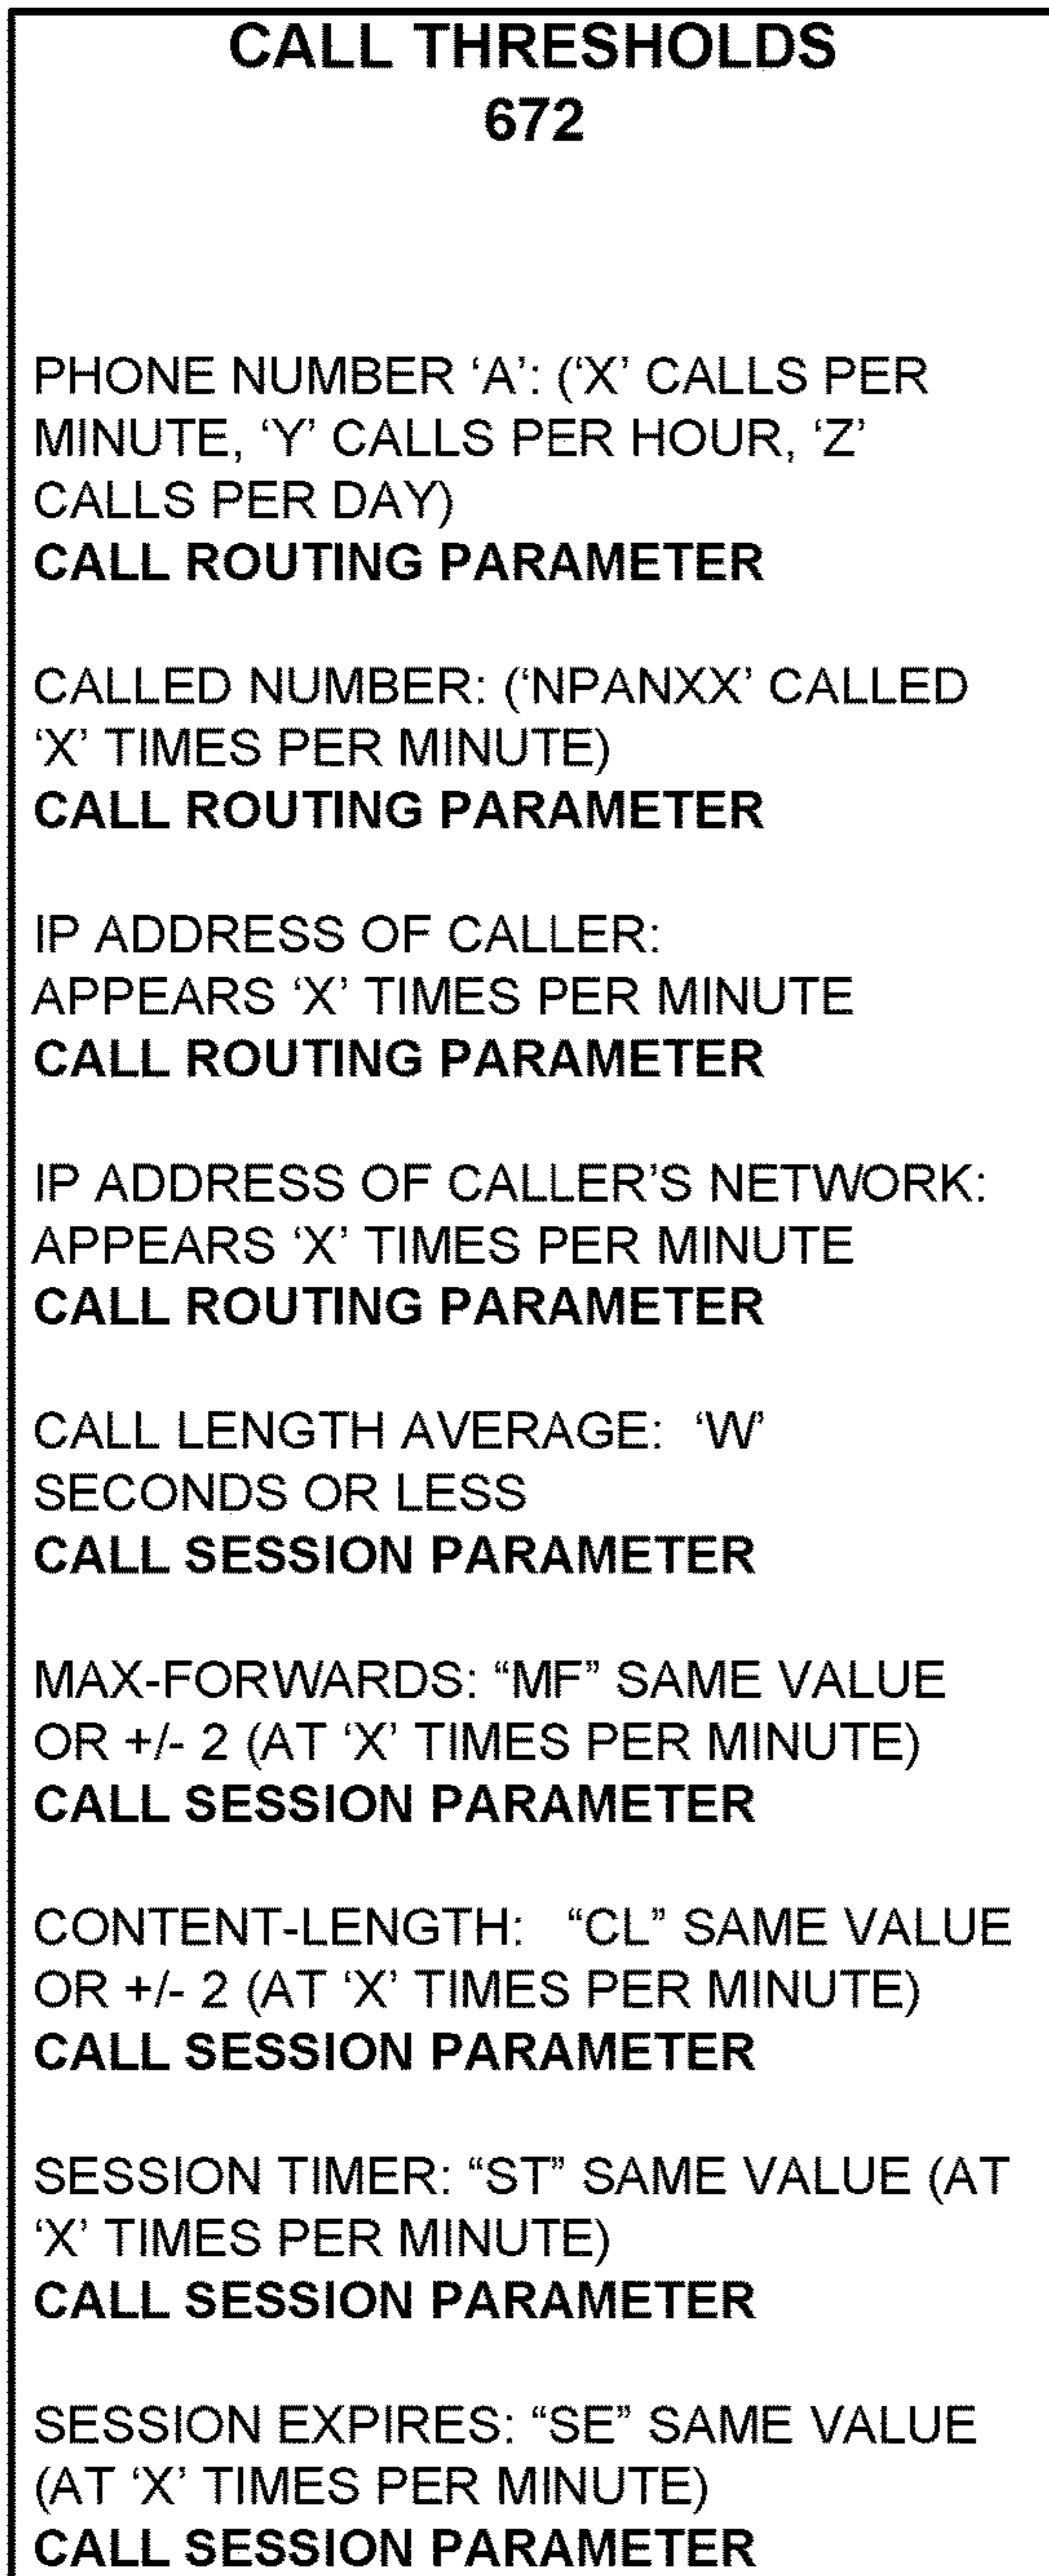 CALL THRESHOLDS
672
PHONE NUMBER ‘A’: (‘X’ CALLS PER
MINUTE, ‘Y’ CALLS PER HOUR, ‘Z’
CALLS PER DAY)
CALL ROUTING PARAMETER
CALLED NUMBER: (‘NPANXX’ CALLED
‘X’ TIMES PER MINUTE)
CALL ROUTING PARAMETER
IP ADDRESS OF CALLER:
APPEARS ‘X’ TIMES PER MINUTE
CALL ROUTING PARAMETER
IP ADDRESS OF CALLER’S NETWORK:
APPEARS ‘X’ TIMES PER MINUTE
CALL ROUTING PARAMETER
CALL LENGTH AVERAGE: ‘W’
SECONDS OR LESS
CALL SESSION PARAMETER
MAX-FORWARDS: “MF” SAME VALUE
OR +/- 2 (AT ‘X’ TIMES PER MINUTE)
CALL SESSION PARAMETER
CONTENT-LENGTH: “CL” SAME VALUE
OR +/- 2 (AT ‘X’ TIMES PER MINUTE)
CALL SESSION PARAMETER
SESSION TIMER: “ST” SAME VALUE (AT
‘X’ TIMES PER MINUTE)
CALL SESSION PARAMETER
SESSION EXPIRES: “SE” SAME VALUE
(AT ‘X’ TIMES PER MINUTE)
CALL SESSION PARAMETER